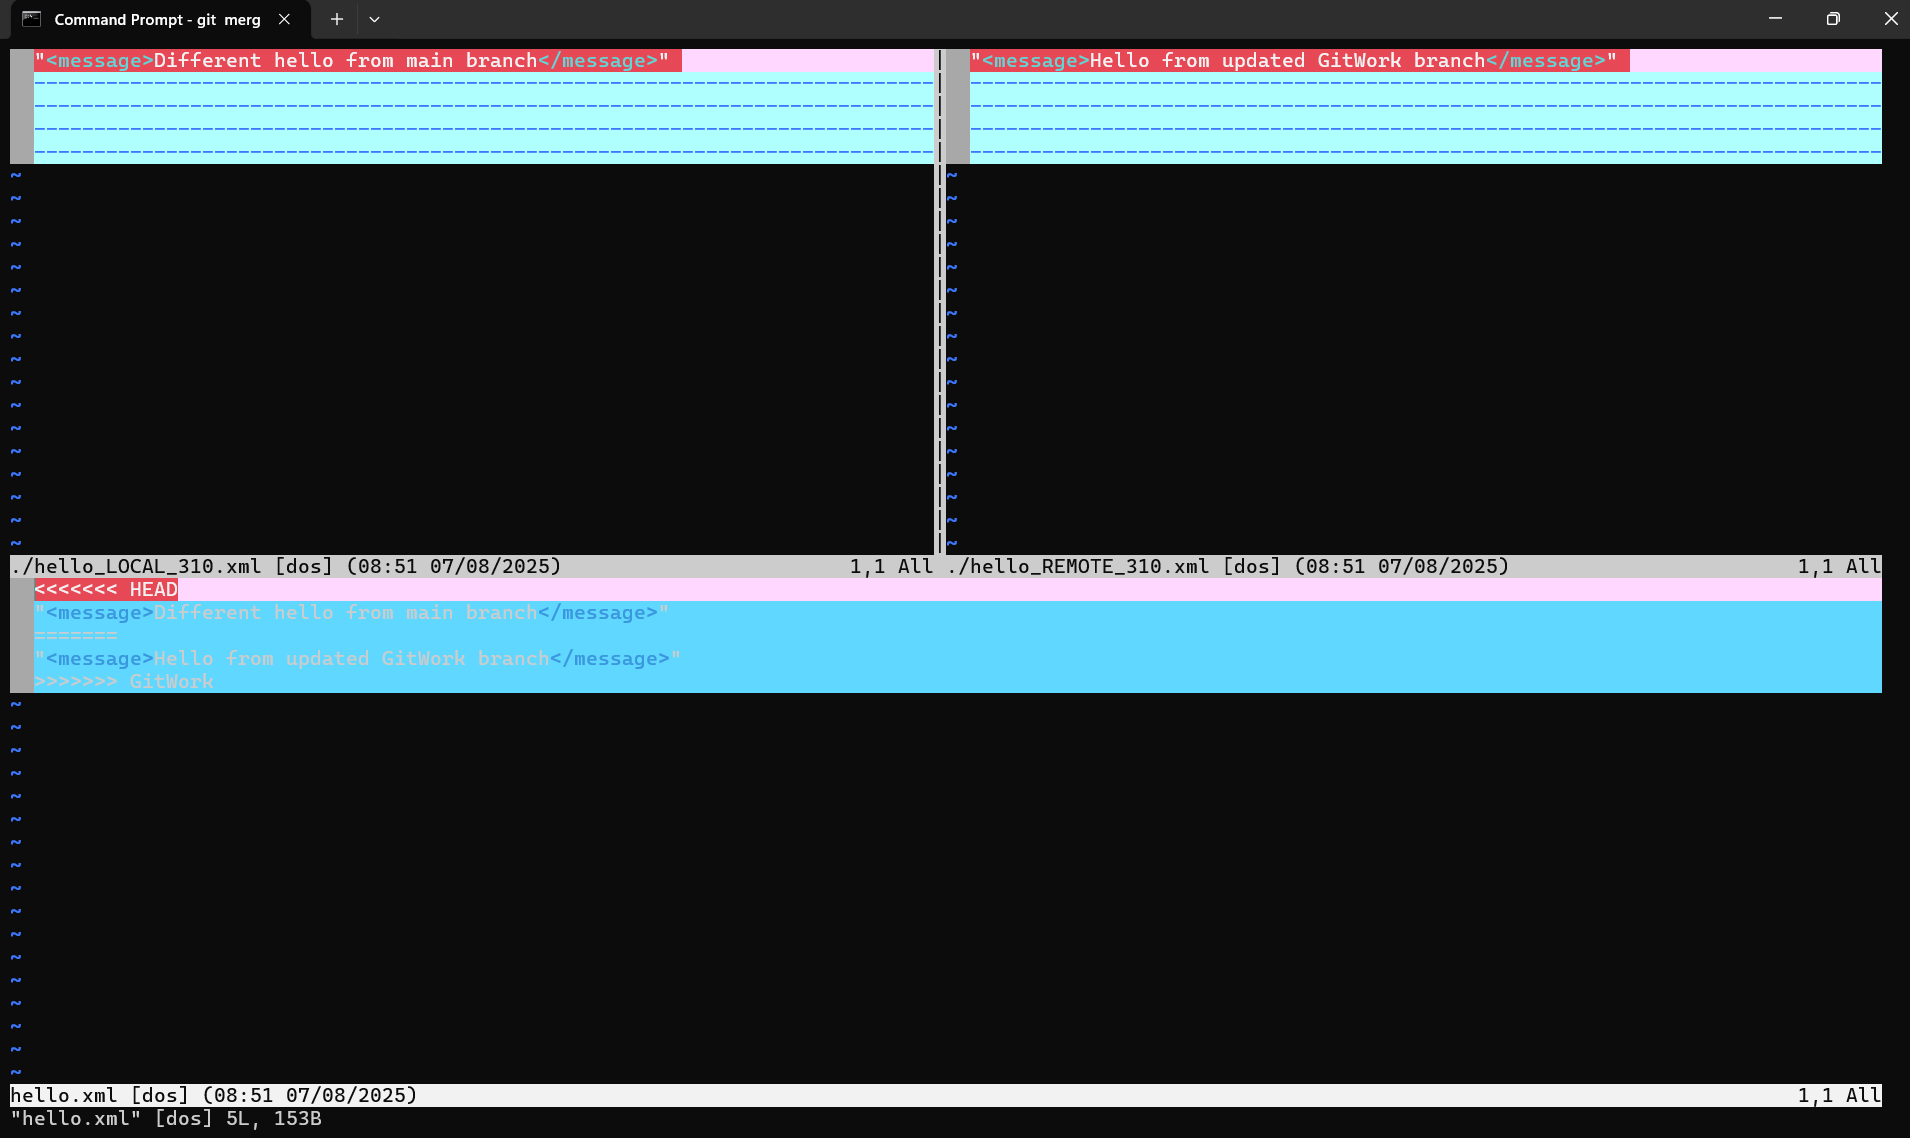 Command Prompt - git merg
"<message>Different hello from main branch</message>"
"<message>Hello from updated GitWork branch</message>"
./hello_LOCAL_310.xml [dos] (08:51 07/08/2025) 1,1 All
./hello_REMOTE_310.xml [dos] (08:51 07/08/2025) 1,1 All
<<<<<<< HEAD
"<message>Different hello from main branch</message>"
=======
"<message>Hello from updated GitWork branch</message>"
>>>>>>> GitWork
hello.xml [dos] (08:51 07/08/2025) 1,1 All
"hello.xml" [dos] 5L, 153B